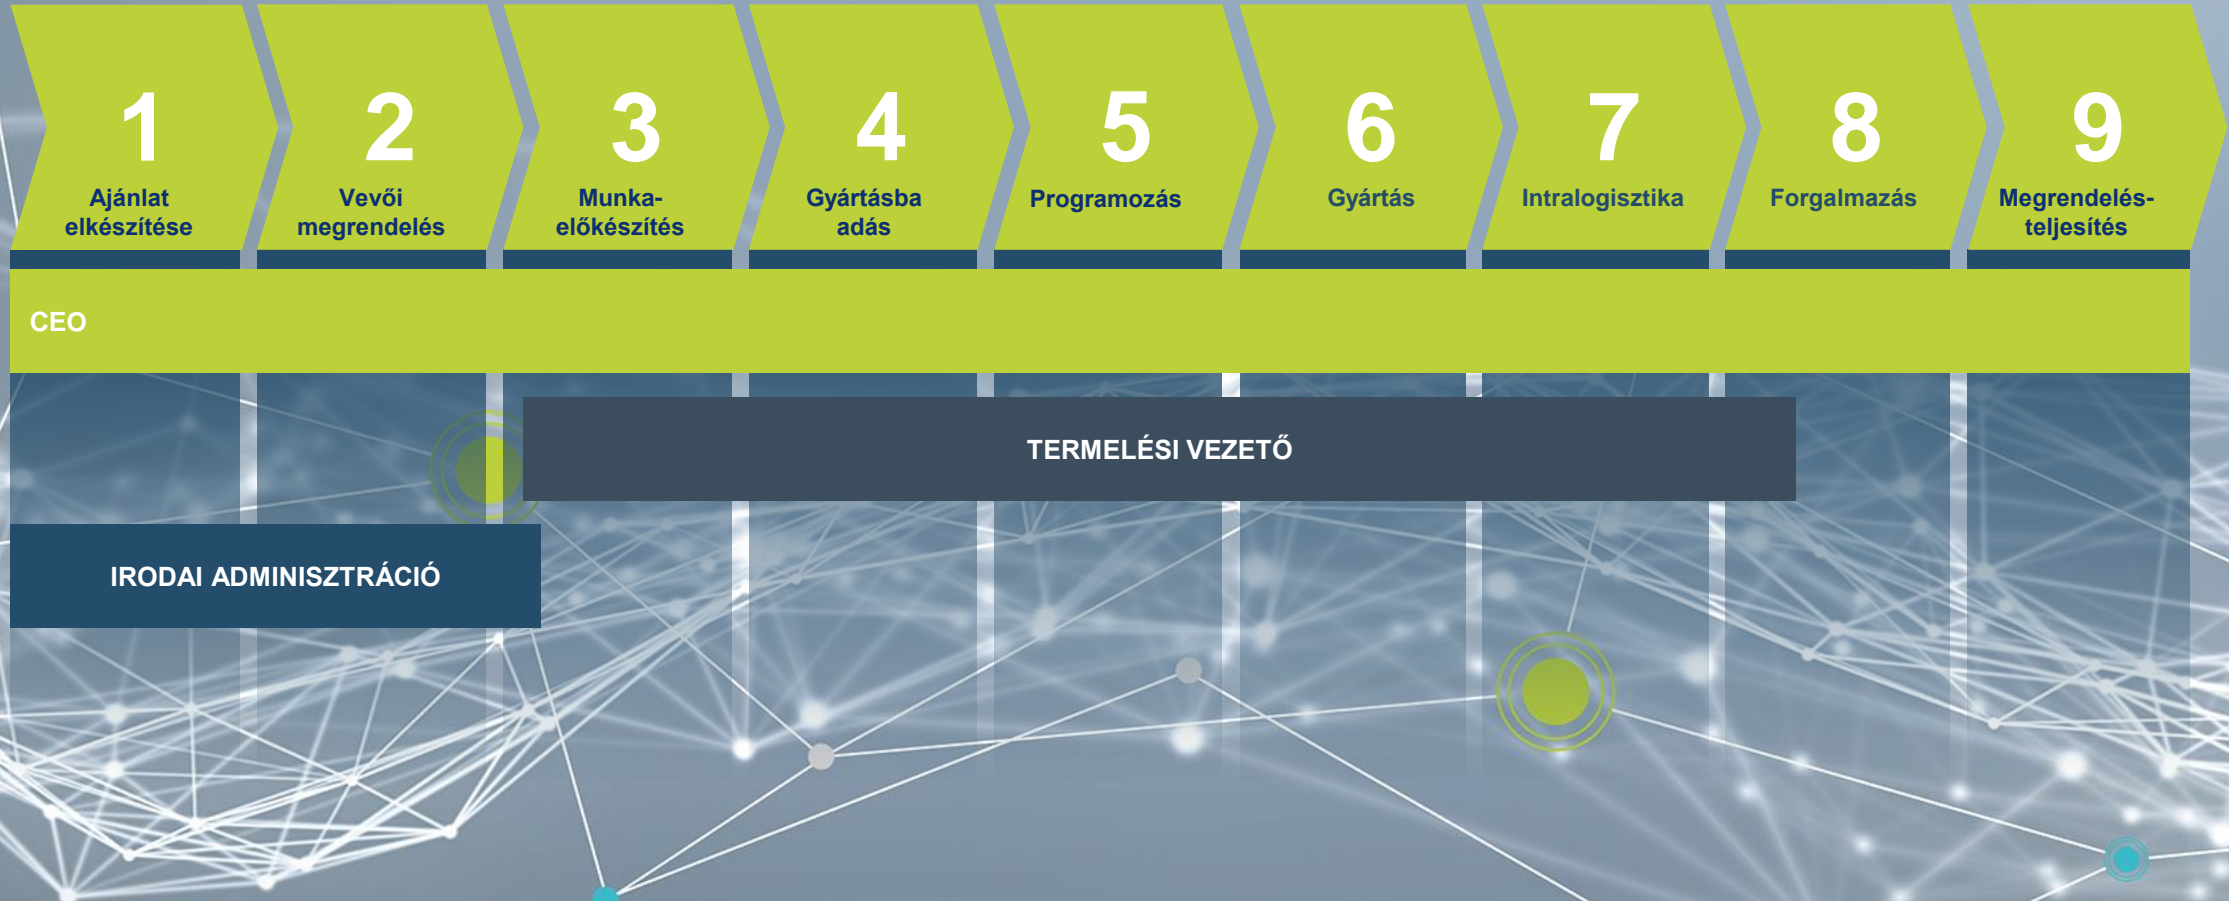 1
Ajánlat
elkészítése
2
Vevői
megrendelés
3
Munka-
előkészítés
4
Gyártásba
adás
5
Programozás
6
Gyártás
7
Intralogisztika
8
Forgalmazás
9
Megrendelés-
teljesítés
CEO
TERMELÉSI VEZETŐ
IRODAI ADMINISZTRÁCIÓ